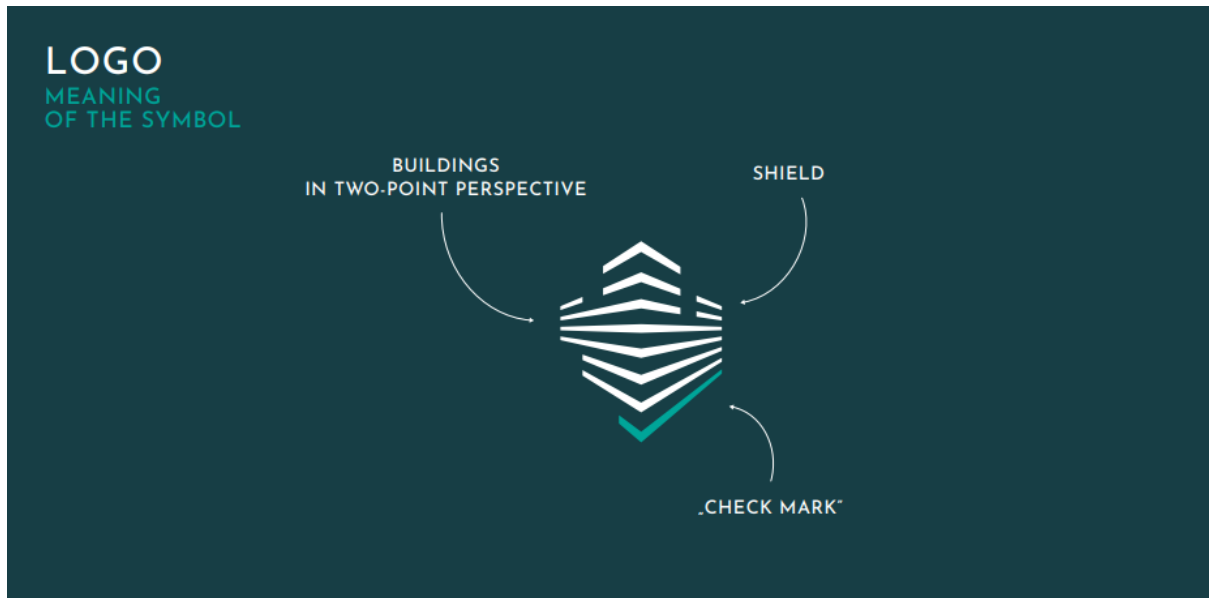 LOGO
MEANING
OF THE SYMBOL
BUILDINGS
IN TWO-POINT PERSPECTIVE
SHIELD
„CHECK MARK“